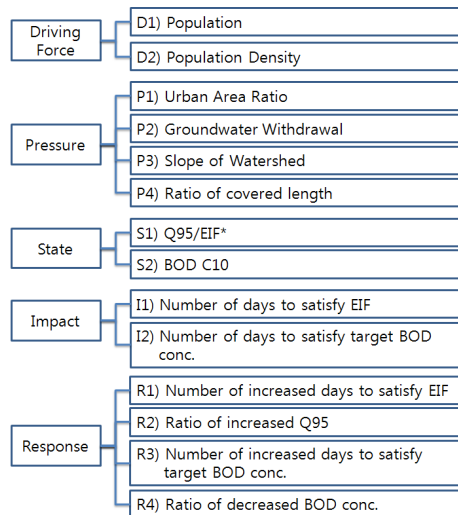 Driving
Force
D1) Population
D2) Population Density
Pressure
P1) Urban Area Ratio
P2) Groundwater Withdrawal
P3) Slope of Watershed
P4) Ratio of covered length
State
S1) Q95/EIF*
S2) BOD C10
Impact
I1) Number of days to satisfy EIF
I2) Number of days to satisfy target BOD
conc.
Response
R1) Number of increased days to satisfy EIF
R2) Ratio of increased Q95
R3) Number of increased days to satisfy
target BOD conc.
R4) Ratio of decreased BOD conc.